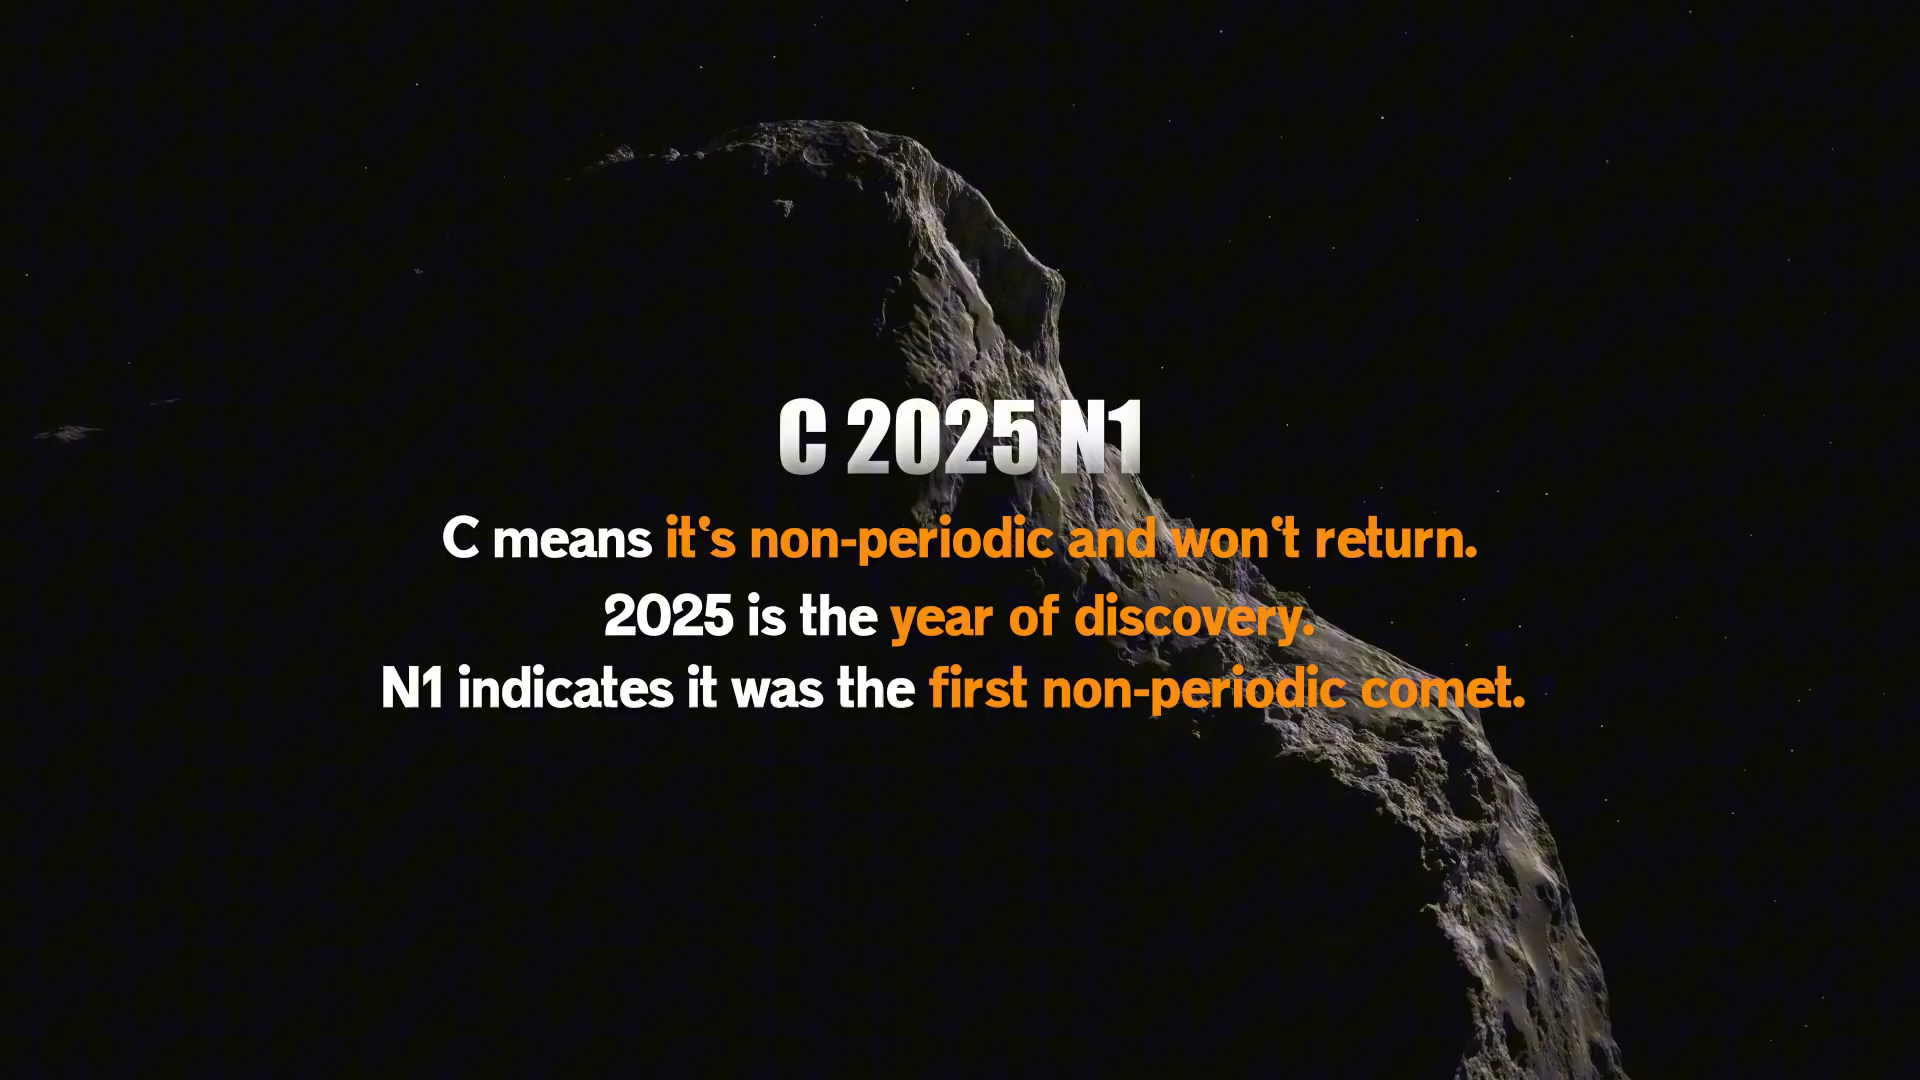 C 2025 N1
C means it‘s non-periodic and won‘t return.
2025 is the year of discovery.
N1 indicates it was the first non-periodic comet.